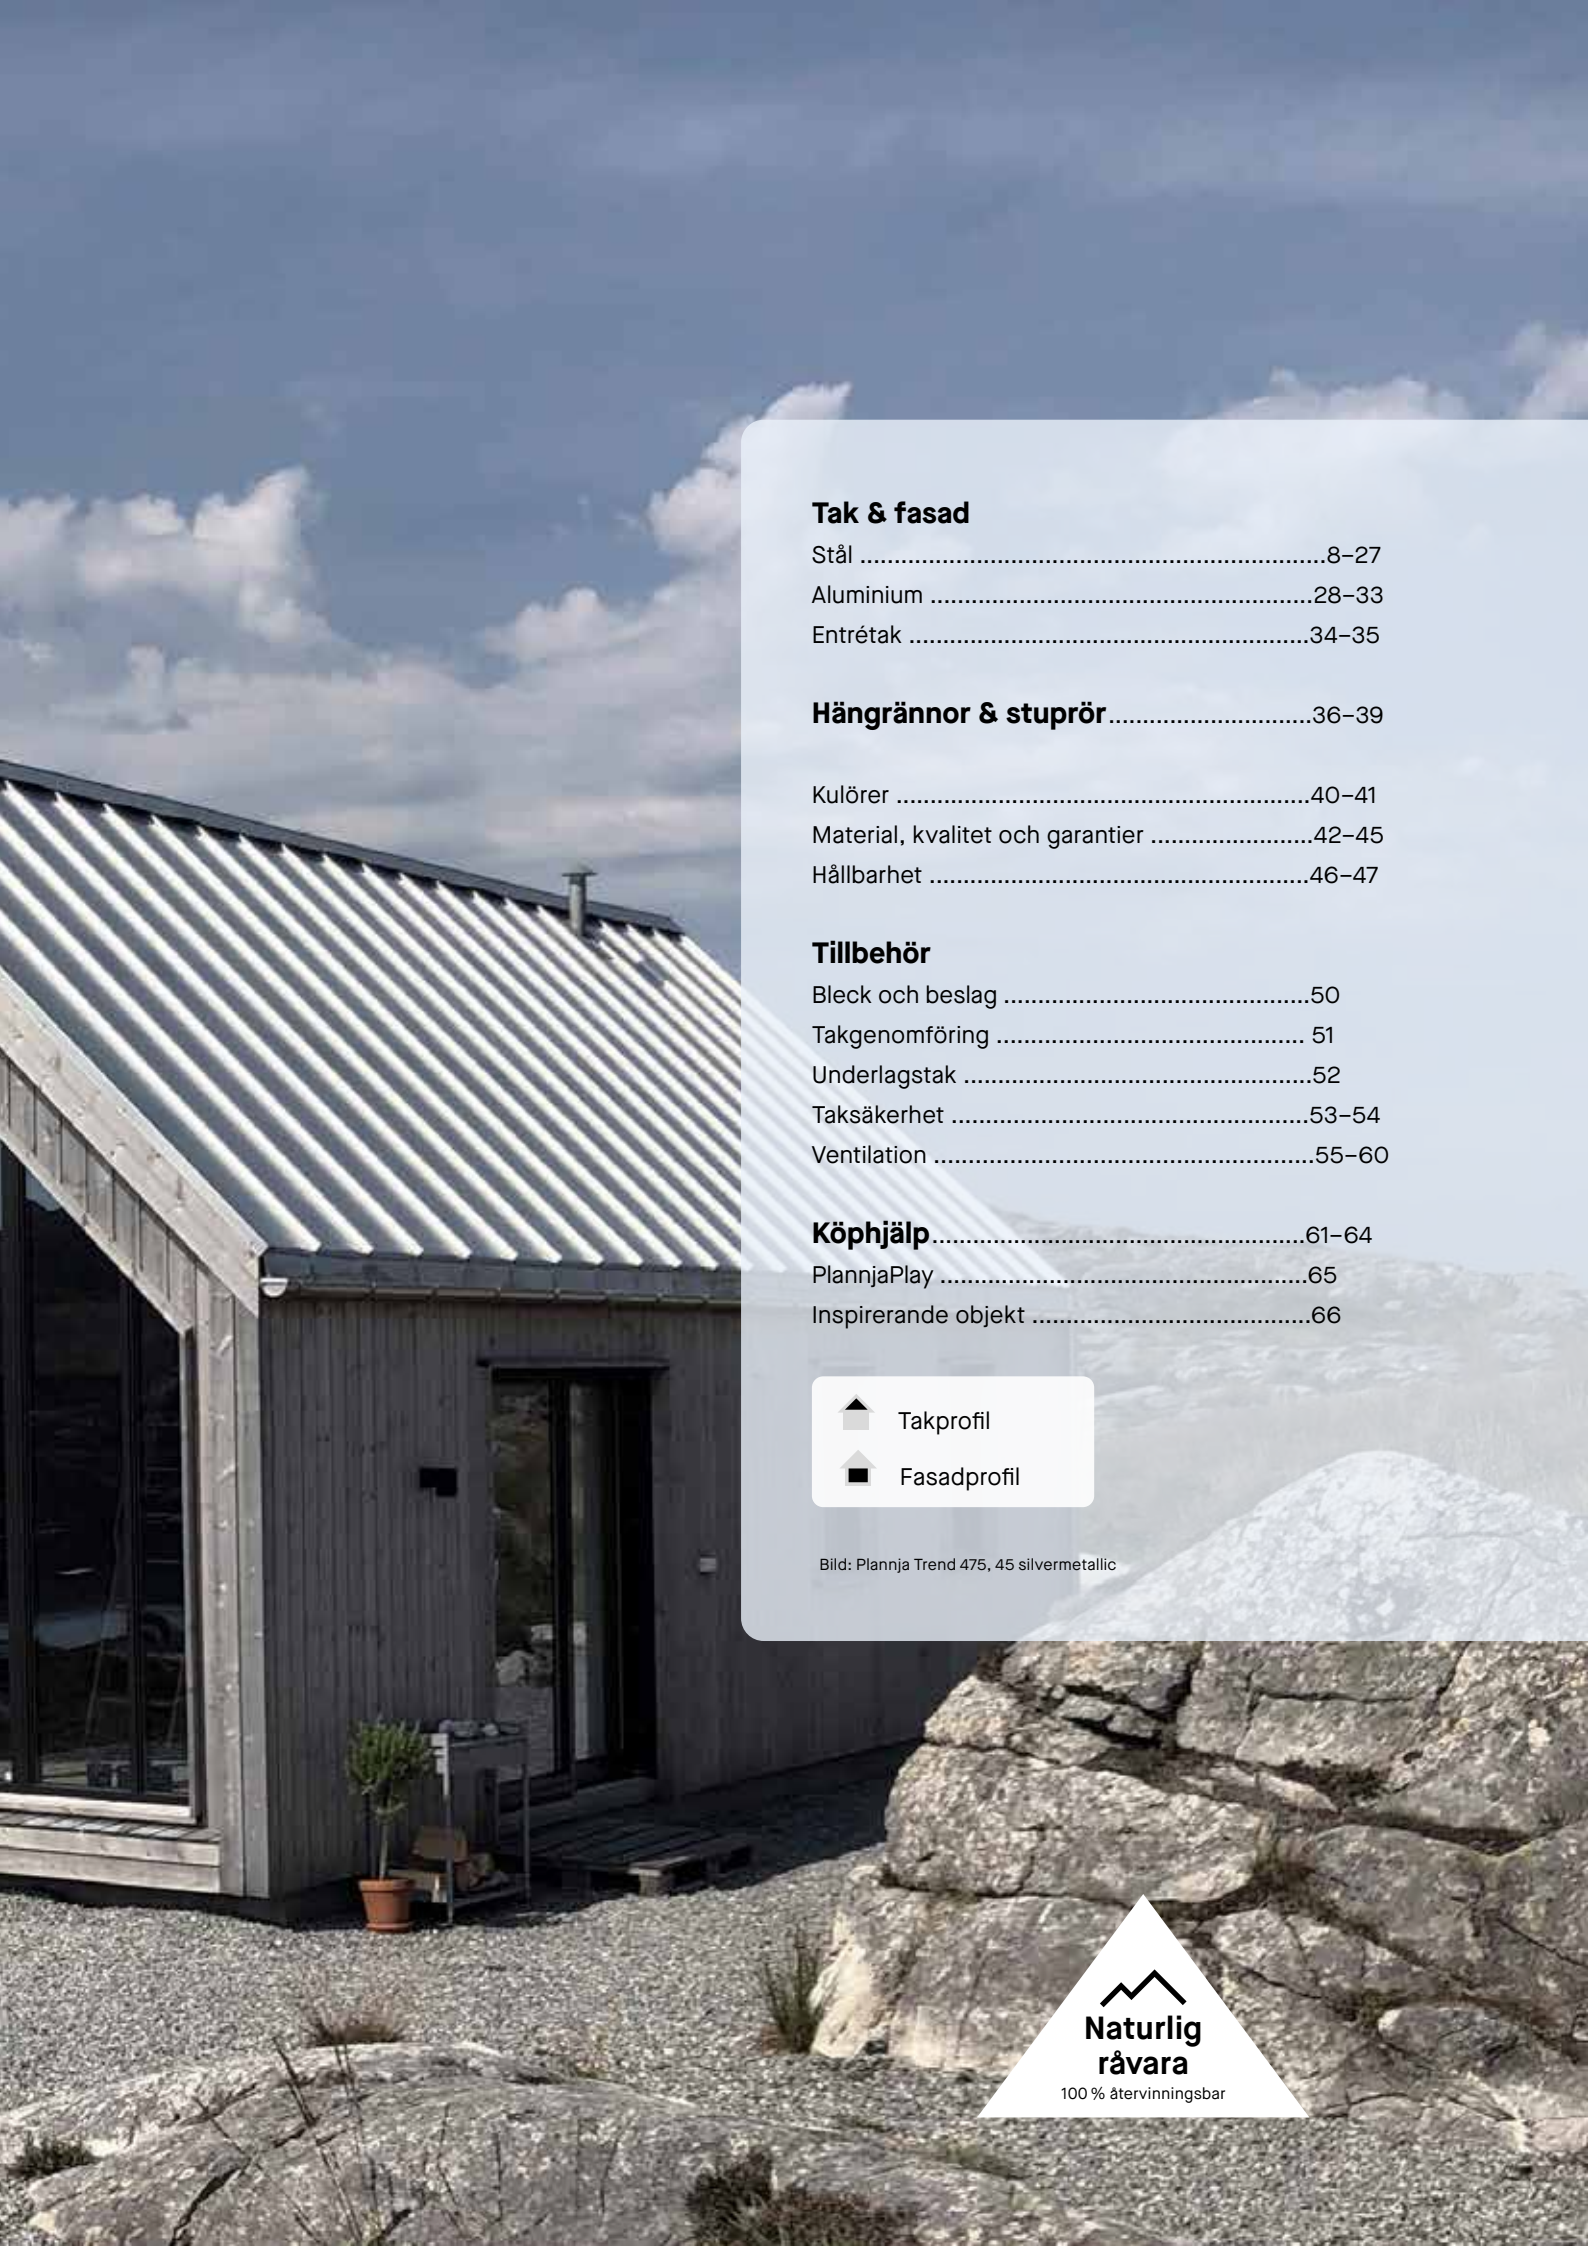 Tak & fasad
Stål .....................................................................8–27
Aluminium ........................................................28–33
Entrétak ...........................................................34–35
Hängrännor & stuprör..............................36–39
Kulörer .............................................................40–41
Material, kvalitet och garantier ........................42–45
Hållbarhet ........................................................46–47
Tillbehör
Bleck och beslag .............................................50
Takgenomföring ............................................. 51
Underlagstak ...................................................52
Taksäkerhet .....................................................53–54
Ventilation ........................................................55–60
Köphjälp.......................................................61–64
PlannjaPlay ......................................................65
Inspirerande objekt .........................................66
Takprofil
Fasadprofil
Bild: Plannja Trend 475, 45 silvermetallic
Naturlig
råvara
100 % återvinningsbar